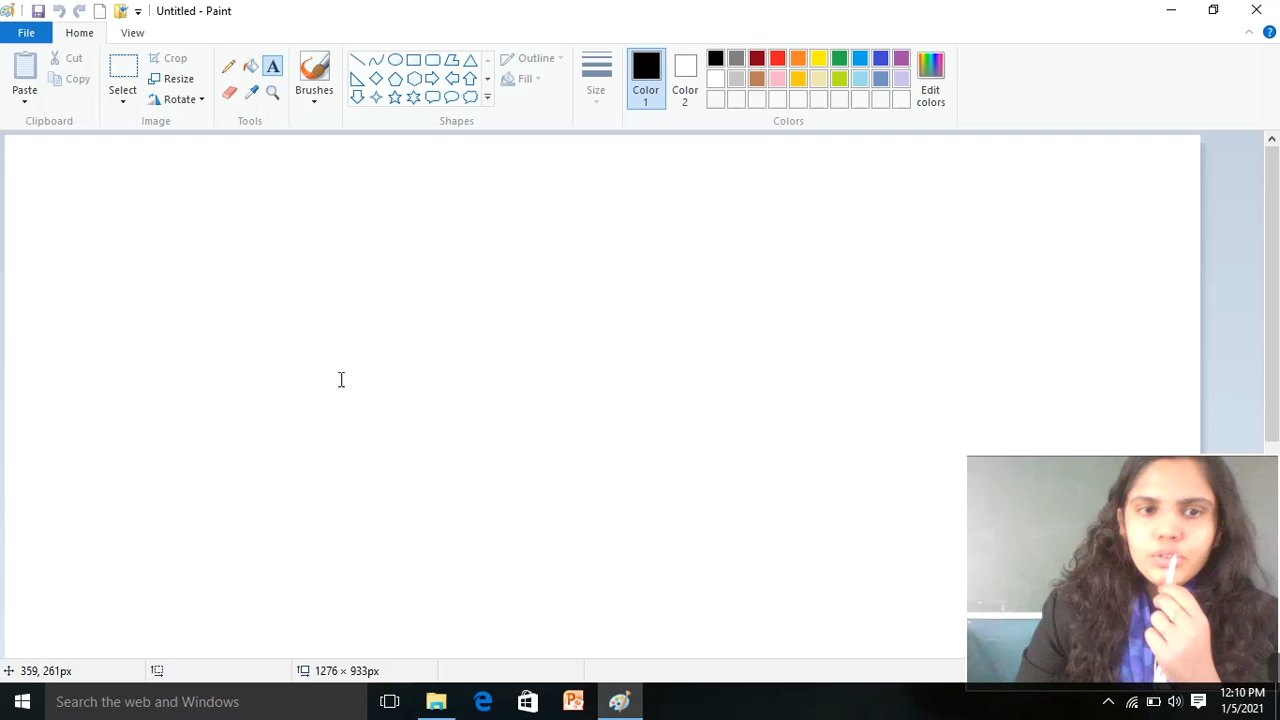 Untitled - Paint
File
Home
View
Paste
Cut
Copy
Clipboard
Select
Crop
Resize
Rotate
Image
A
Tools
Brushes
Outline
Fill
Shapes
Size
Color
1
Color
2
Edit
colors
Colors
359, 261px
1276 × 933px
Search the web and Windows
12:10 PM
1/5/2021